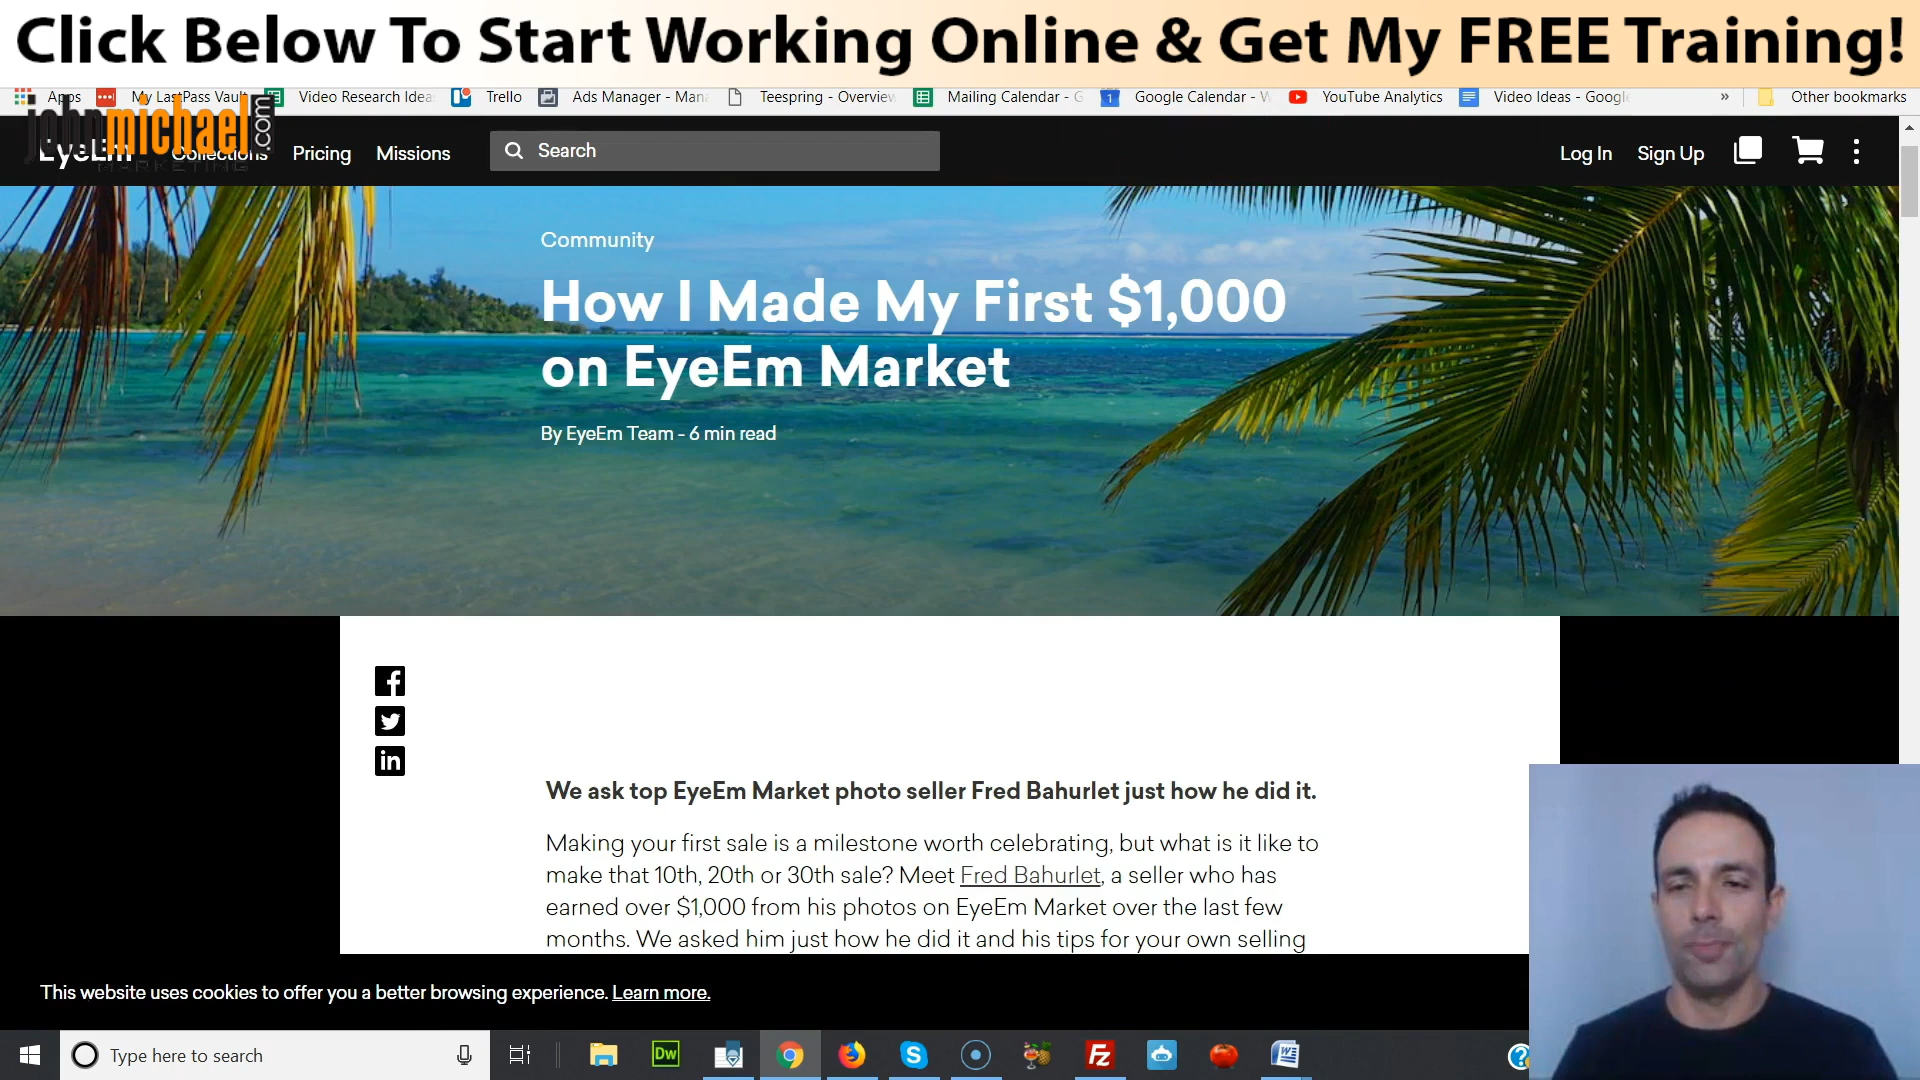 Click Below To Start Working Online & Get My FREE Training!
Apps My LastPass Vault Video Research Idea Trello Ads Manager - Man Teespring - Overview Mailing Calendar - G Google Calendar - W YouTube Analytics Video Ideas - Google » Other bookmarks
johnmichael.com
MARKETING
EyeEm Collections Pricing Missions Search Log In Sign Up
Community
How I Made My First $1,000
on EyeEm Market
By EyeEm Team - 6 min read
We ask top EyeEm Market photo seller Fred Bahurlet just how he did it.
Making your first sale is a milestone worth celebrating, but what is it like to
make that 10th, 20th or 30th sale? Meet Fred Bahurlet, a seller who has
earned over $1,000 from his photos on EyeEm Market over the last few
months. We asked him just how he did it and his tips for your own selling
This website uses cookies to offer you a better browsing experience. Learn more.
Type here to search